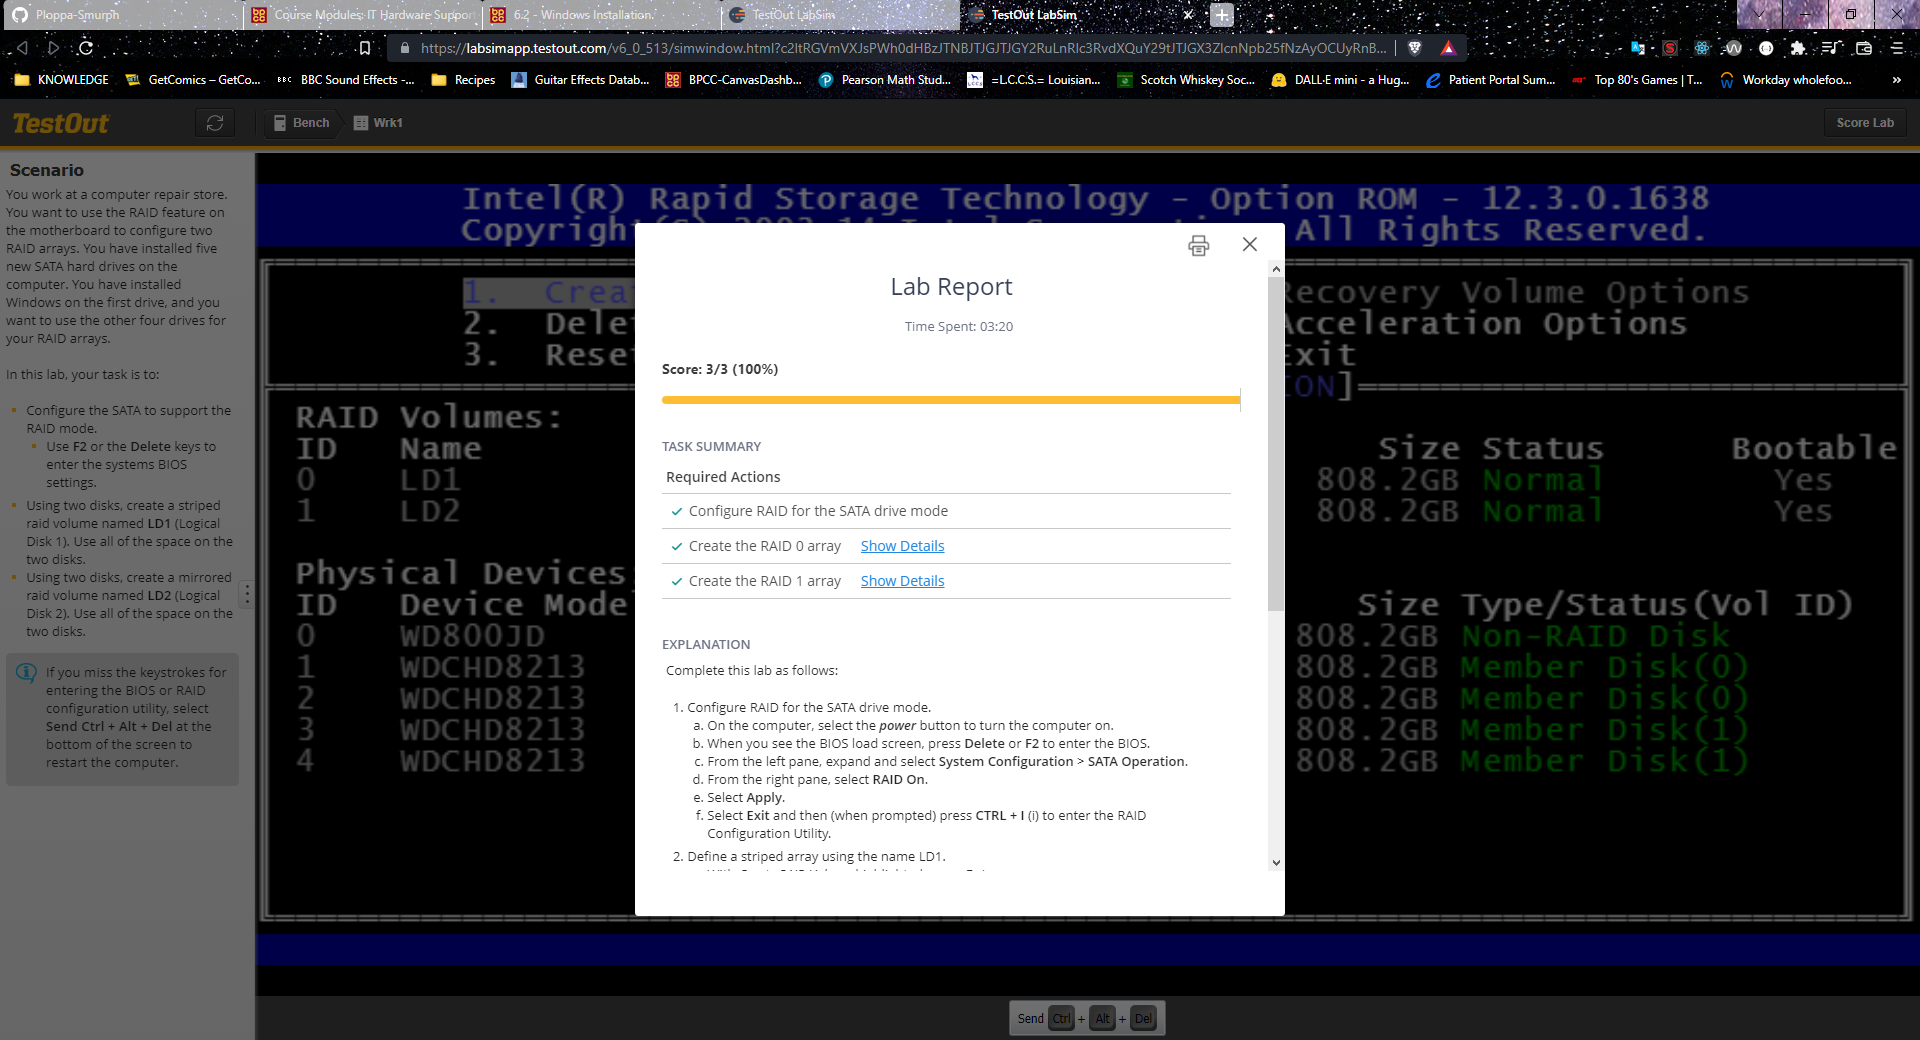 Ploppa-Smurph
Course Modules: IT Hardware Support
6.2 - Windows Installation.
TestOut LabSim
TestOut LabSim
https://labsimapp.testout.com/v6_0_513/simwindow.html?
KNOWLEDGE
GetComics – GetCo...
BBC
BBC Sound Effects -...
Recipes
Guitar Effects Datab...
BPCC-CanvasDashb...
Pearson Math Stud...
=L.C.C.S.= Louisian...
Scotch Whiskey Soc...
DALL·E mini - a Hug...
Patient Portal Sum...
Top 80's Games | T...
Workday wholefoo...
»
TestOut
Bench
Wrk1
Score Lab
Scenario
You work at a computer repair store.
You want to use the RAID feature on
the motherboard to configure two
RAID arrays. You have installed five
new SATA hard drives on the
computer. You have installed
Windows on the first drive, and you
want to use the other four drives for
your RAID arrays.
In this lab, your task is to:
Configure the SATA to support the
RAID mode.
Use F2 or the Delete keys to
enter the systems BIOS
settings.
Using two disks, create a striped
raid volume named LD1 (Logical
Disk 1). Use all of the space on the
two disks.
Using two disks, create a mirrored
raid volume named LD2 (Logical
Disk 2). Use all of the space on the
two disks.
If you miss the keystrokes for
entering the BIOS or RAID
configuration utility, select
Send Ctrl + Alt + Del at the
bottom of the screen to
restart the computer.
Intel(R) Rapid Storage Technology - Option ROM - 12.3.0.1638
Copyright All Rights Reserved.
1. Crea Recovery Volume Options
2. Dele Acceleration Options
3. Rese Exit
ION]
RAID Volumes:
ID Name Size Status Bootable
0 LD1 808.2GB Normal Yes
1 LD2 808.2GB Normal Yes
Physical Devices
ID Device Mode Size Type/Status(Vol ID)
0 WD800JD 808.2GB Non-RAID Disk
1 WDCHD8213 808.2GB Member Disk(0)
2 WDCHD8213 808.2GB Member Disk(0)
3 WDCHD8213 808.2GB Member Disk(1)
4 WDCHD8213 808.2GB Member Disk(1)
Lab Report
Time Spent: 03:20
Score: 3/3 (100%)
TASK SUMMARY
Required Actions
Configure RAID for the SATA drive mode
Create the RAID 0 array Show Details
Create the RAID 1 array Show Details
EXPLANATION
Complete this lab as follows:
1. Configure RAID for the SATA drive mode.
a. On the computer, select the power button to turn the computer on.
b. When you see the BIOS load screen, press Delete or F2 to enter the BIOS.
c. From the left pane, expand and select System Configuration > SATA Operation.
d. From the right pane, select RAID On.
e. Select Apply.
f. Select Exit and then (when prompted) press CTRL + I (i) to enter the RAID
Configuration Utility.
2. Define a striped array using the name LD1.
Send Ctrl + Alt + Del